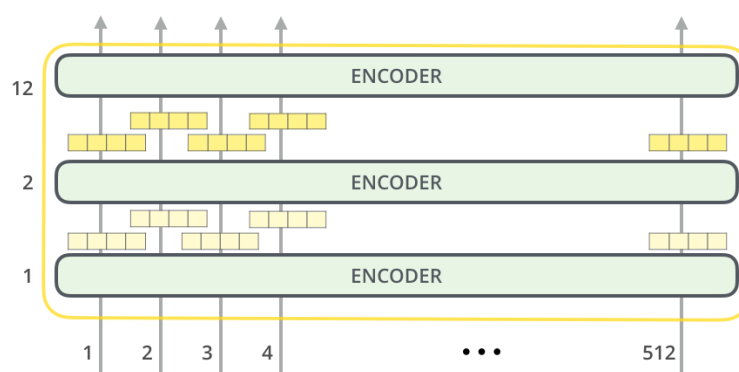 12 ENCODER
2 ENCODER
1 ENCODER
1 2 3 4 ••• 512